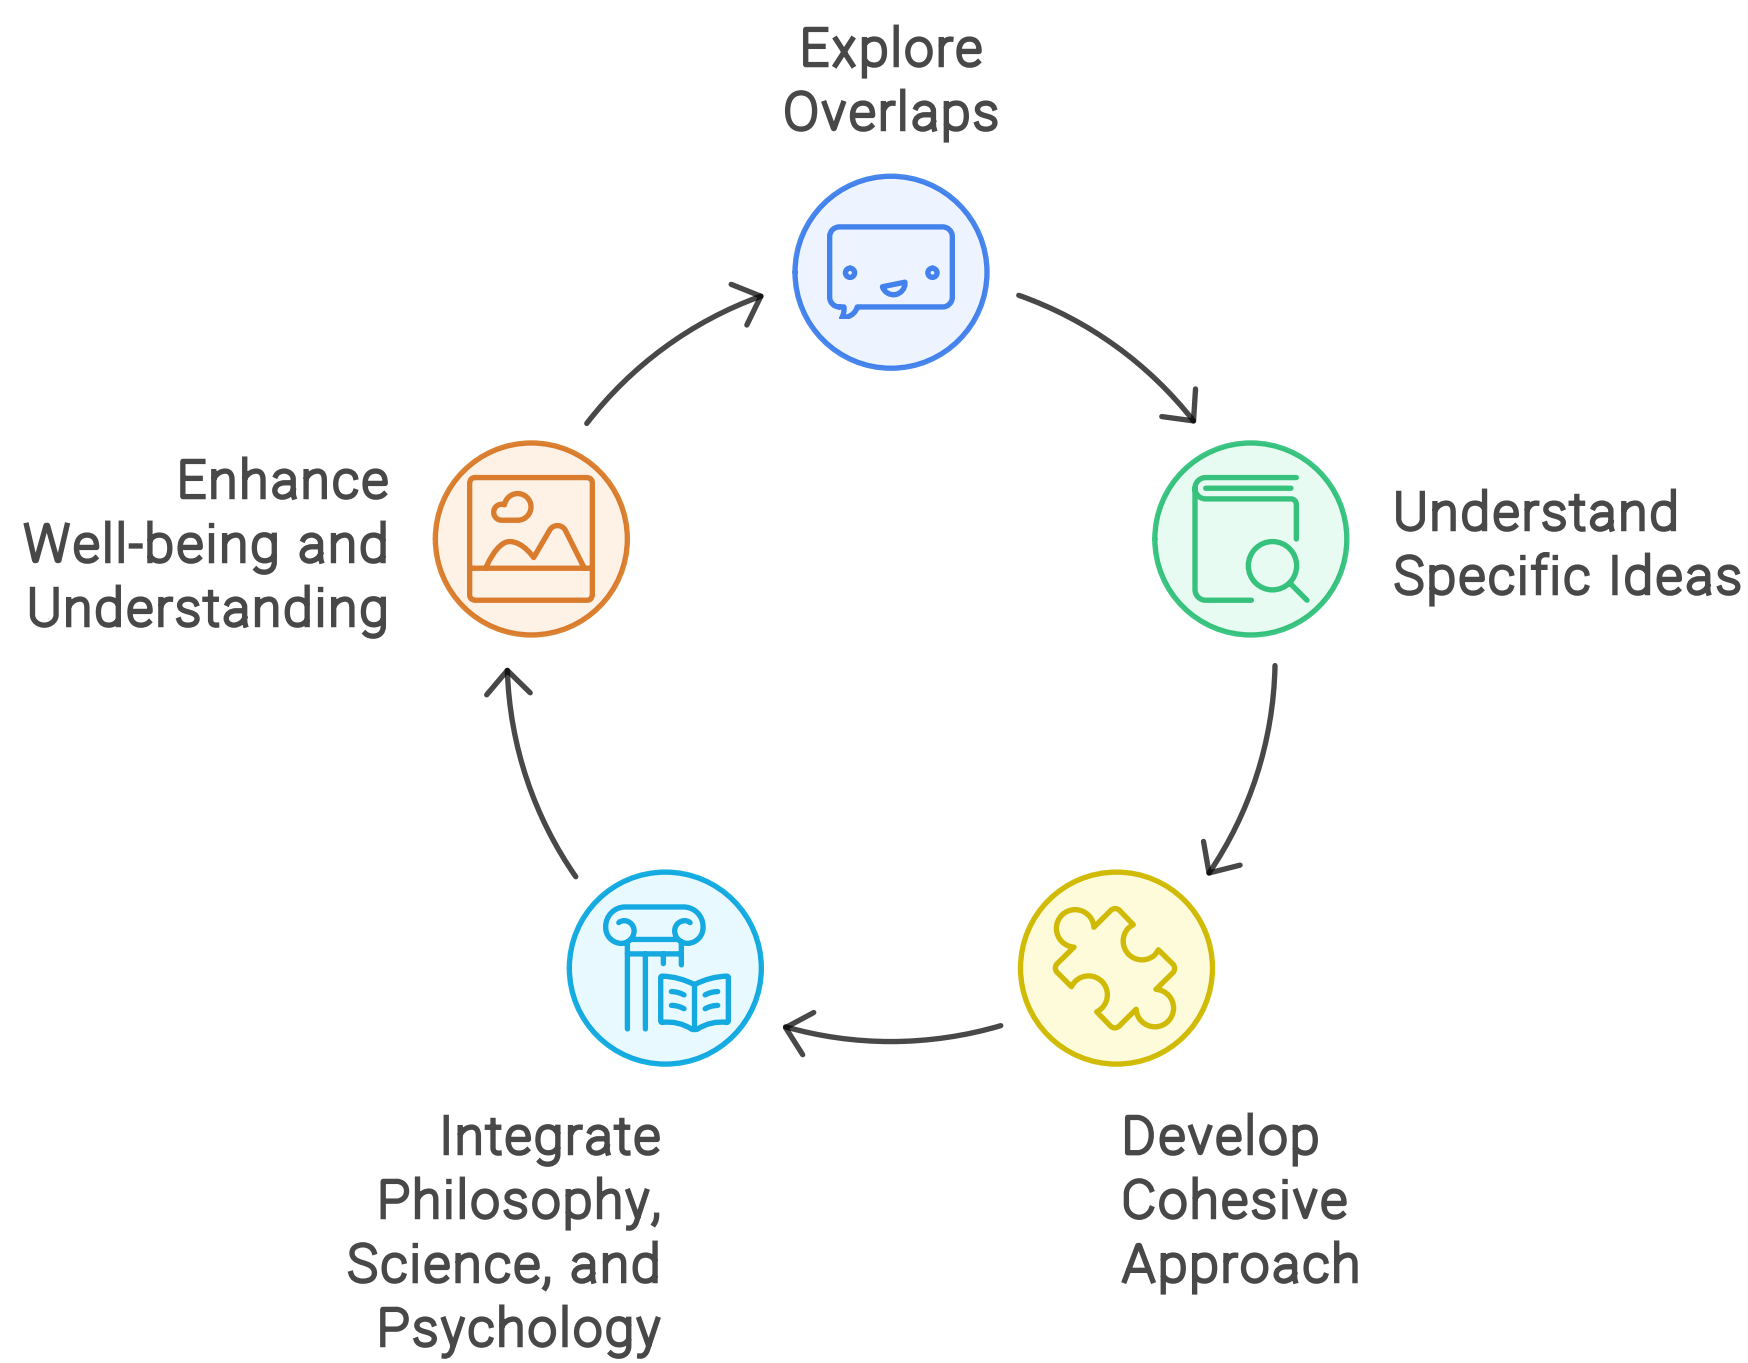 Explore
Overlaps
Understand
Specific Ideas
Develop
Cohesive
Approach
Integrate
Philosophy,
Science, and
Psychology
Enhance
Well-being and
Understanding